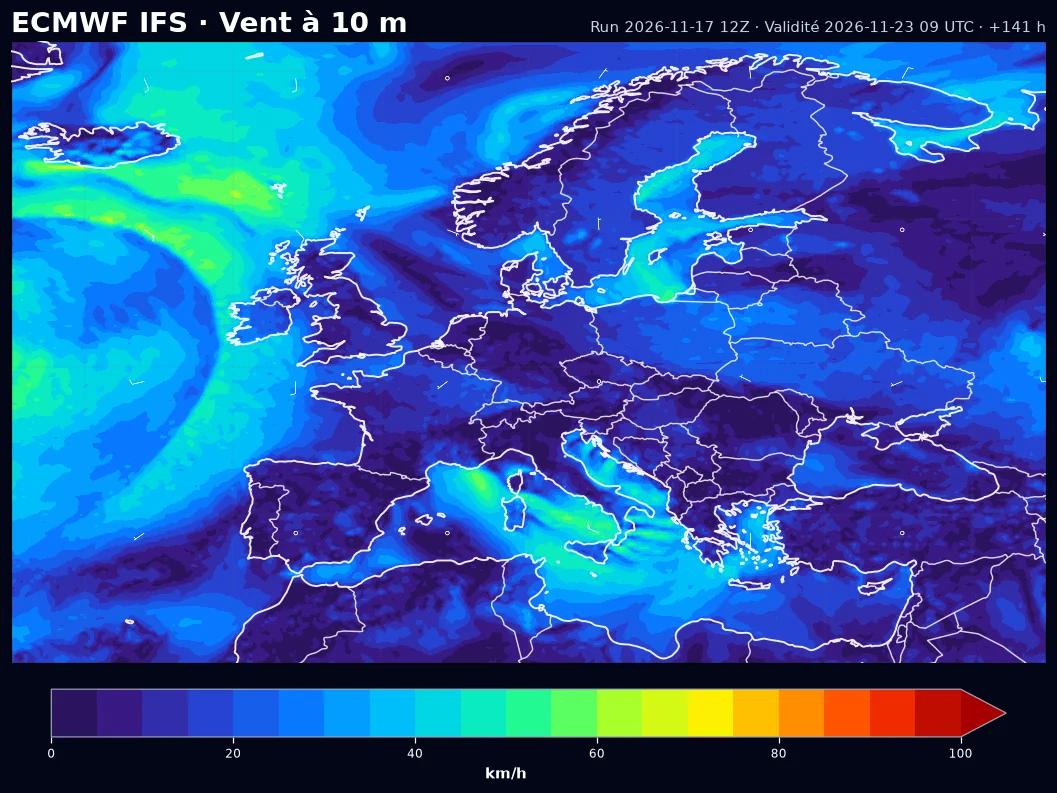 ECMWF IFS · Vent à 10 m
Run 2026-11-17 12Z · Validité 2026-11-23 09 UTC · +141 h
0 20 40 60 80 100
km/h